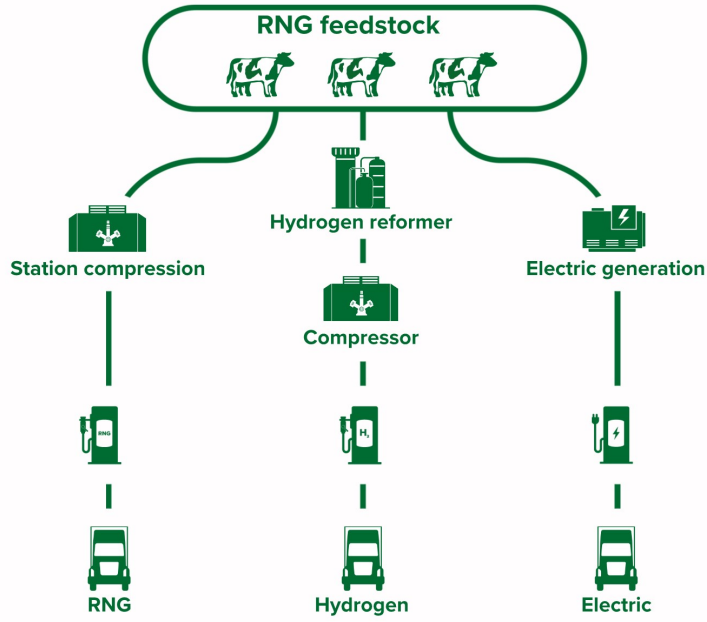 RNG feedstock
Hydrogen reformer
Station compression
Electric generation
Compressor
RNG
H₂
RNG
Hydrogen
Electric